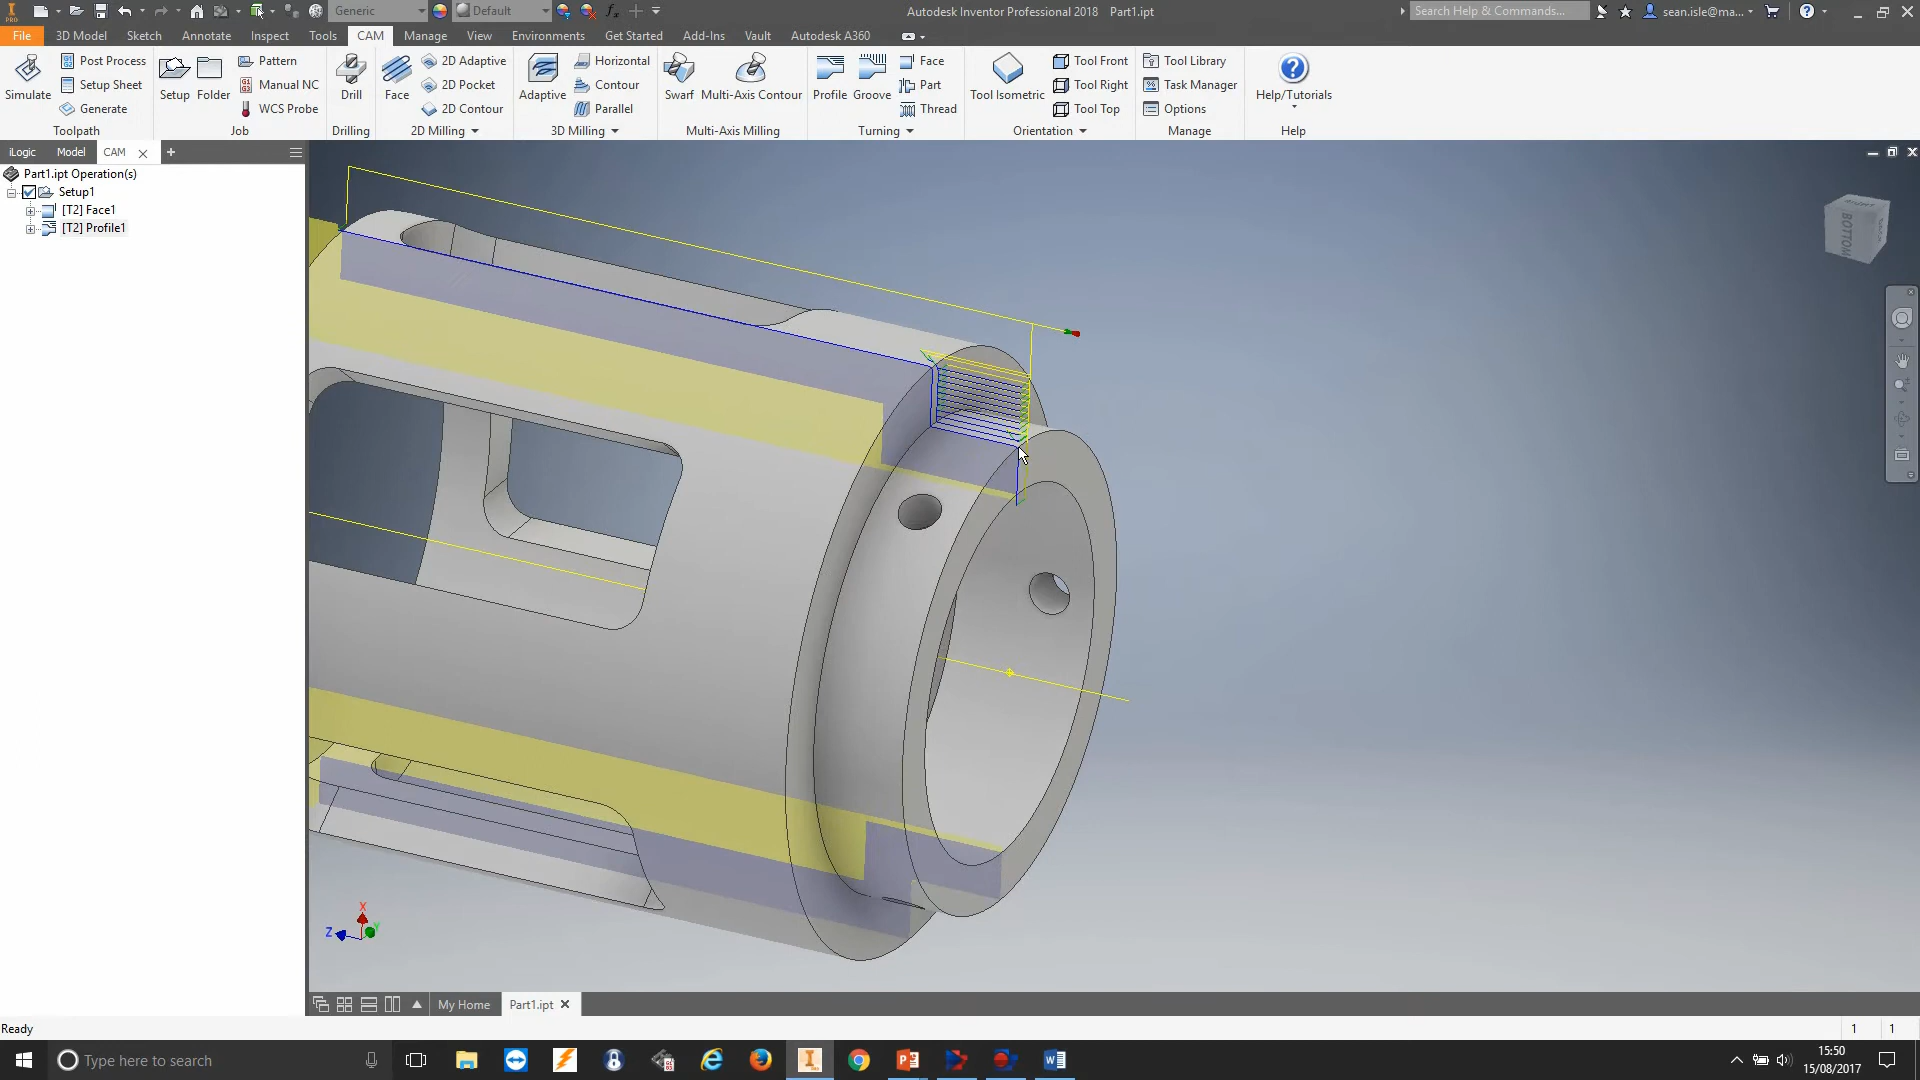 PRO
Generic
Default
Autodesk Inventor Professional 2018 Part1.ipt
Search Help & Commands...
sean.isle@ma...
File
3D Model
Sketch
Annotate
Inspect
Tools
CAM
Manage
View
Environments
Get Started
Add-Ins
Vault
Autodesk A360
Simulate
Post Process
Setup Sheet
Generate
Toolpath
Setup
Folder
Pattern
Manual NC
WCS Probe
Job
Drill
Drilling
Face
2D Adaptive
2D Pocket
2D Contour
2D Milling
Adaptive
Horizontal
Contour
Parallel
3D Milling
Swarf
Multi-Axis Contour
Multi-Axis Milling
Profile
Groove
Face
Part
Thread
Turning
Tool Isometric
Tool Front
Tool Right
Tool Top
Orientation
Tool Library
Task Manager
Options
Manage
Help/Tutorials
Help
iLogic
Model
CAM
Part1.ipt Operation(s)
Setup1
[T2] Face1
[T2] Profile1
BOTTOM
X
Z
Y
My Home
Part1.ipt
Ready
1
1
Type here to search
15:50
15/08/2017